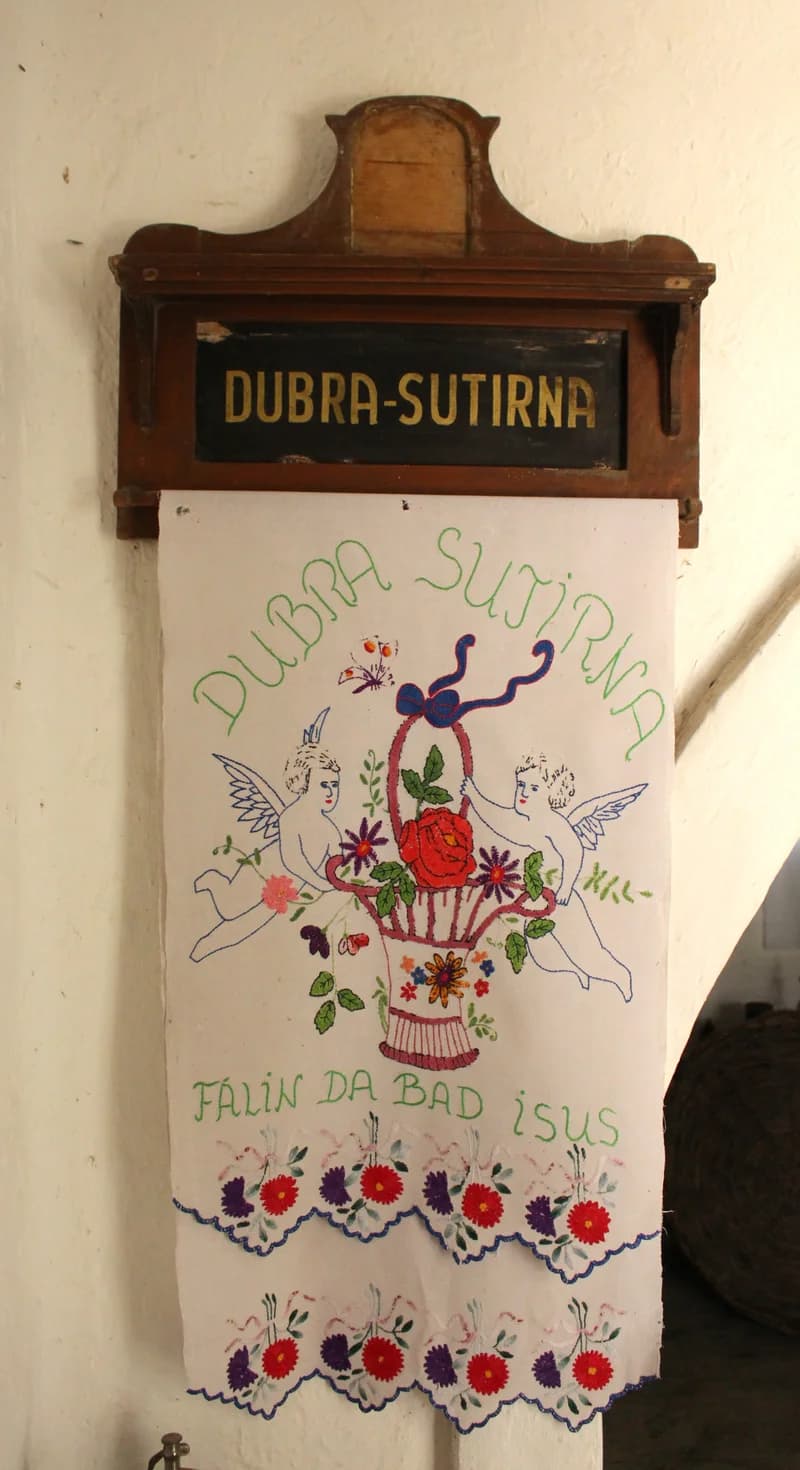 DUBRA-SUTIRNA
DUBRA SUTIRNA
FÁLIN DA BAD ISUS